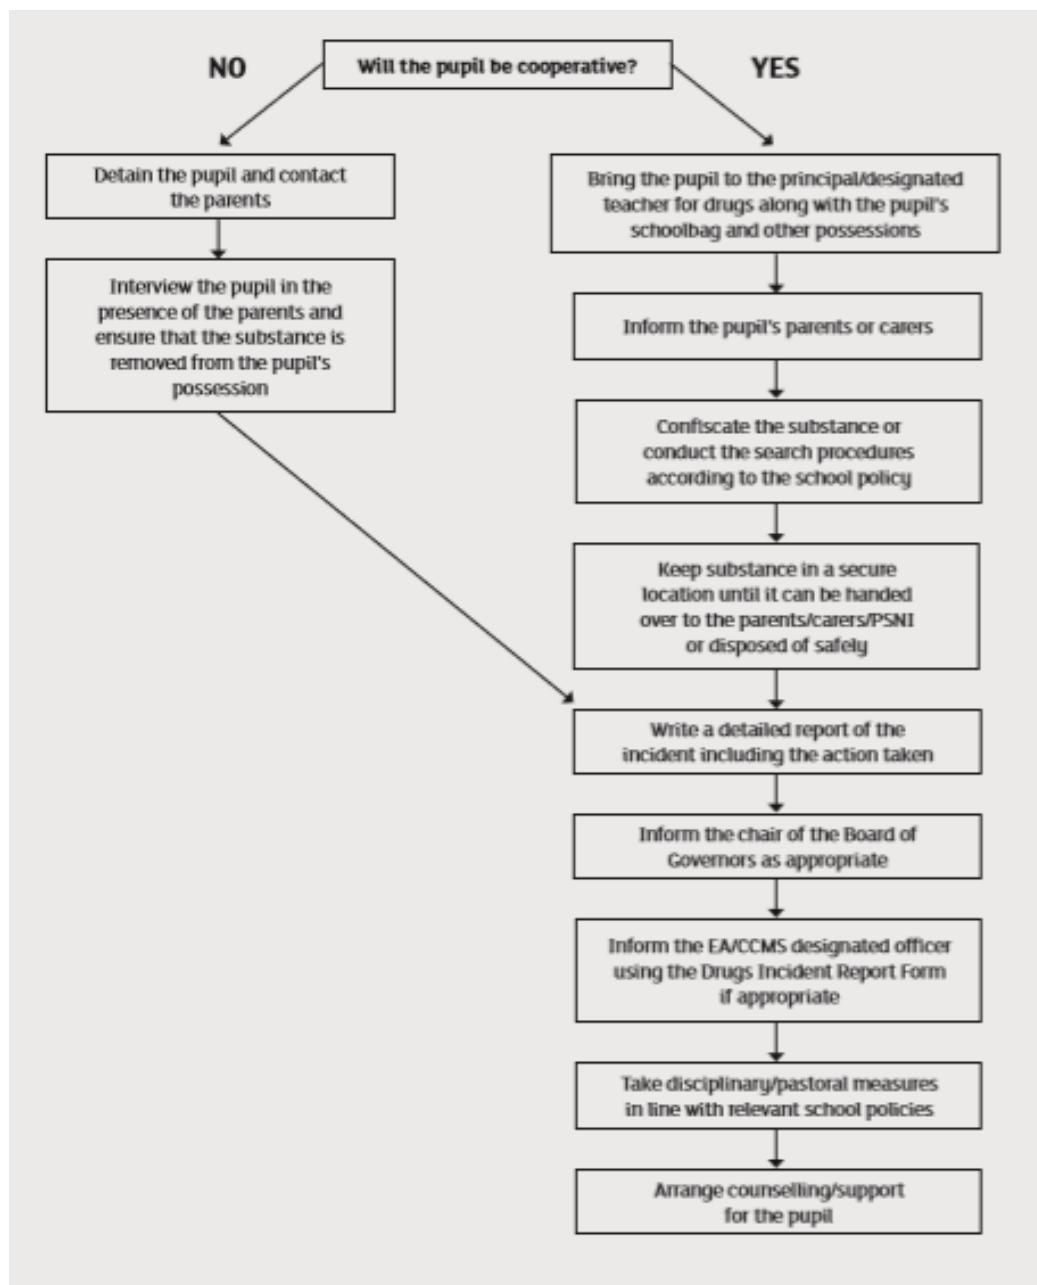 NO
Will the pupil be cooperative?
YES
Detain the pupil and contact
the parents
Interview the pupil in the
presence of the parents and
ensure that the substance is
removed from the pupil's
possession
Bring the pupil to the principal/designated
teacher for drugs along with the pupil's
schoolbag and other possessions
Inform the pupil's parents or carers
Confiscate the substance or
conduct the search procedures
according to the school policy
Keep substance in a secure
location until it can be handed
over to the parents/carers/PSNI
or disposed of safely
Write a detailed report of the
incident including the action taken
Inform the chair of the Board of
Governors as appropriate
Inform the EA/CCMS designated officer
using the Drugs Incident Report Form
if appropriate
Take disciplinary/pastoral measures
in line with relevant school policies
Arrange counselling/support
for the pupil